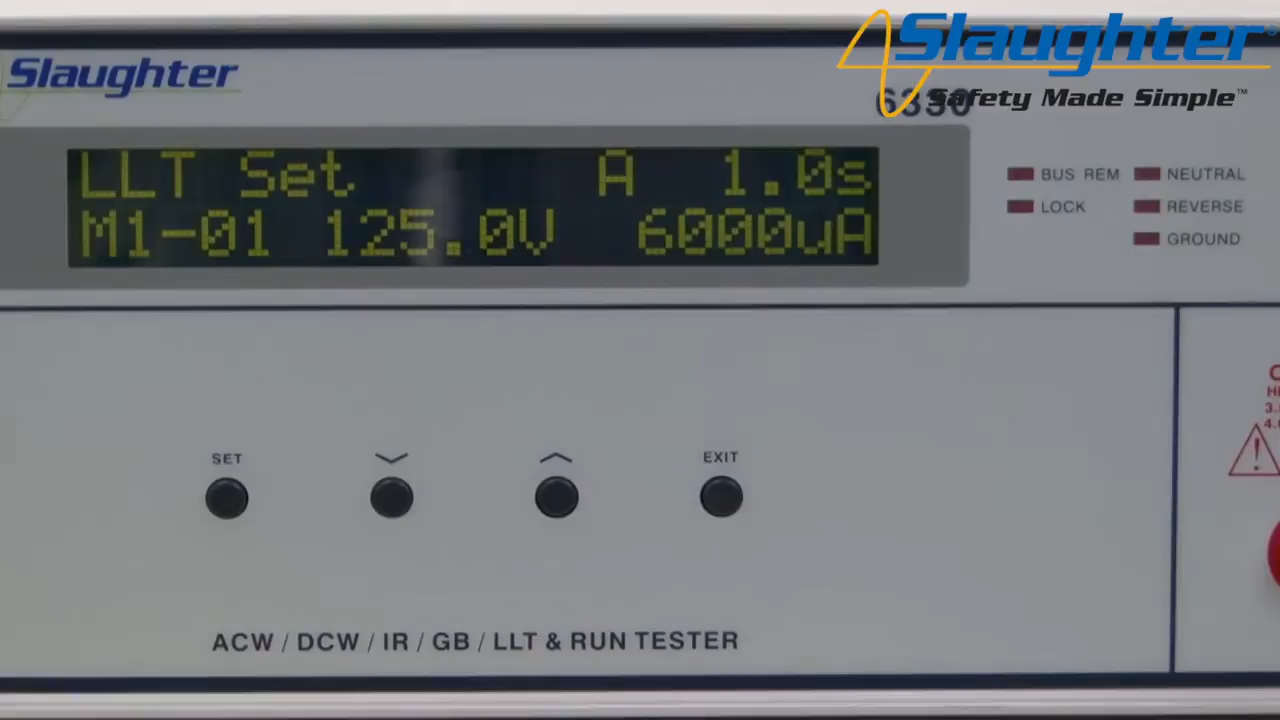 Slaughter
Slaughter
6330
Safety Made Simple™
LLT Set A 1.0s
M1-01 125.0V 6000uA
BUS REM NEUTRAL
LOCK REVERSE
GROUND
SET EXIT
ACW / DCW / IR / GB / LLT & RUN TESTER